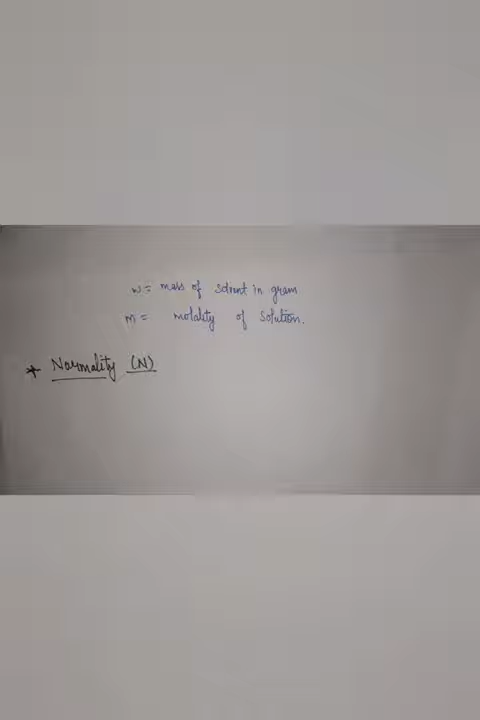 w = mass of solvent in gram
m = molality of solution.
* Normality (N)